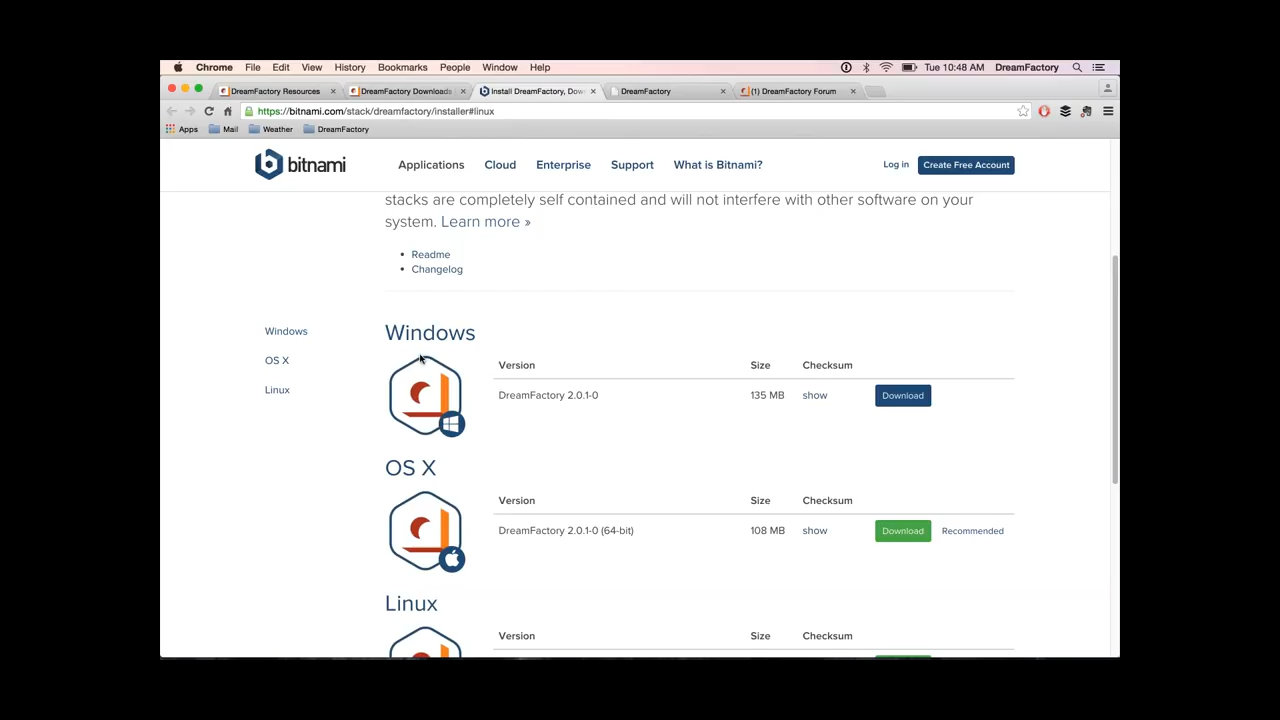 Chrome File Edit View History Bookmarks People Window Help Tue 10:48 AM DreamFactory
DreamFactory Resources
DreamFactory Downloads
Install DreamFactory, Dow
DreamFactory
(1) DreamFactory Forum
https://bitnami.com/stack/dreamfactory/installer#linux
Apps Mail Weather DreamFactory
bitnami Applications Cloud Enterprise Support What is Bitnami? Log in Create Free Account
stacks are completely self contained and will not interfere with other software on your
system. Learn more »
Readme
Changelog
Windows
OS X
Linux
Windows
Version Size Checksum
DreamFactory 2.0.1-0 135 MB show Download
OS X
Version Size Checksum
DreamFactory 2.0.1-0 (64-bit) 108 MB show Download Recommended
Linux
Version Size Checksum